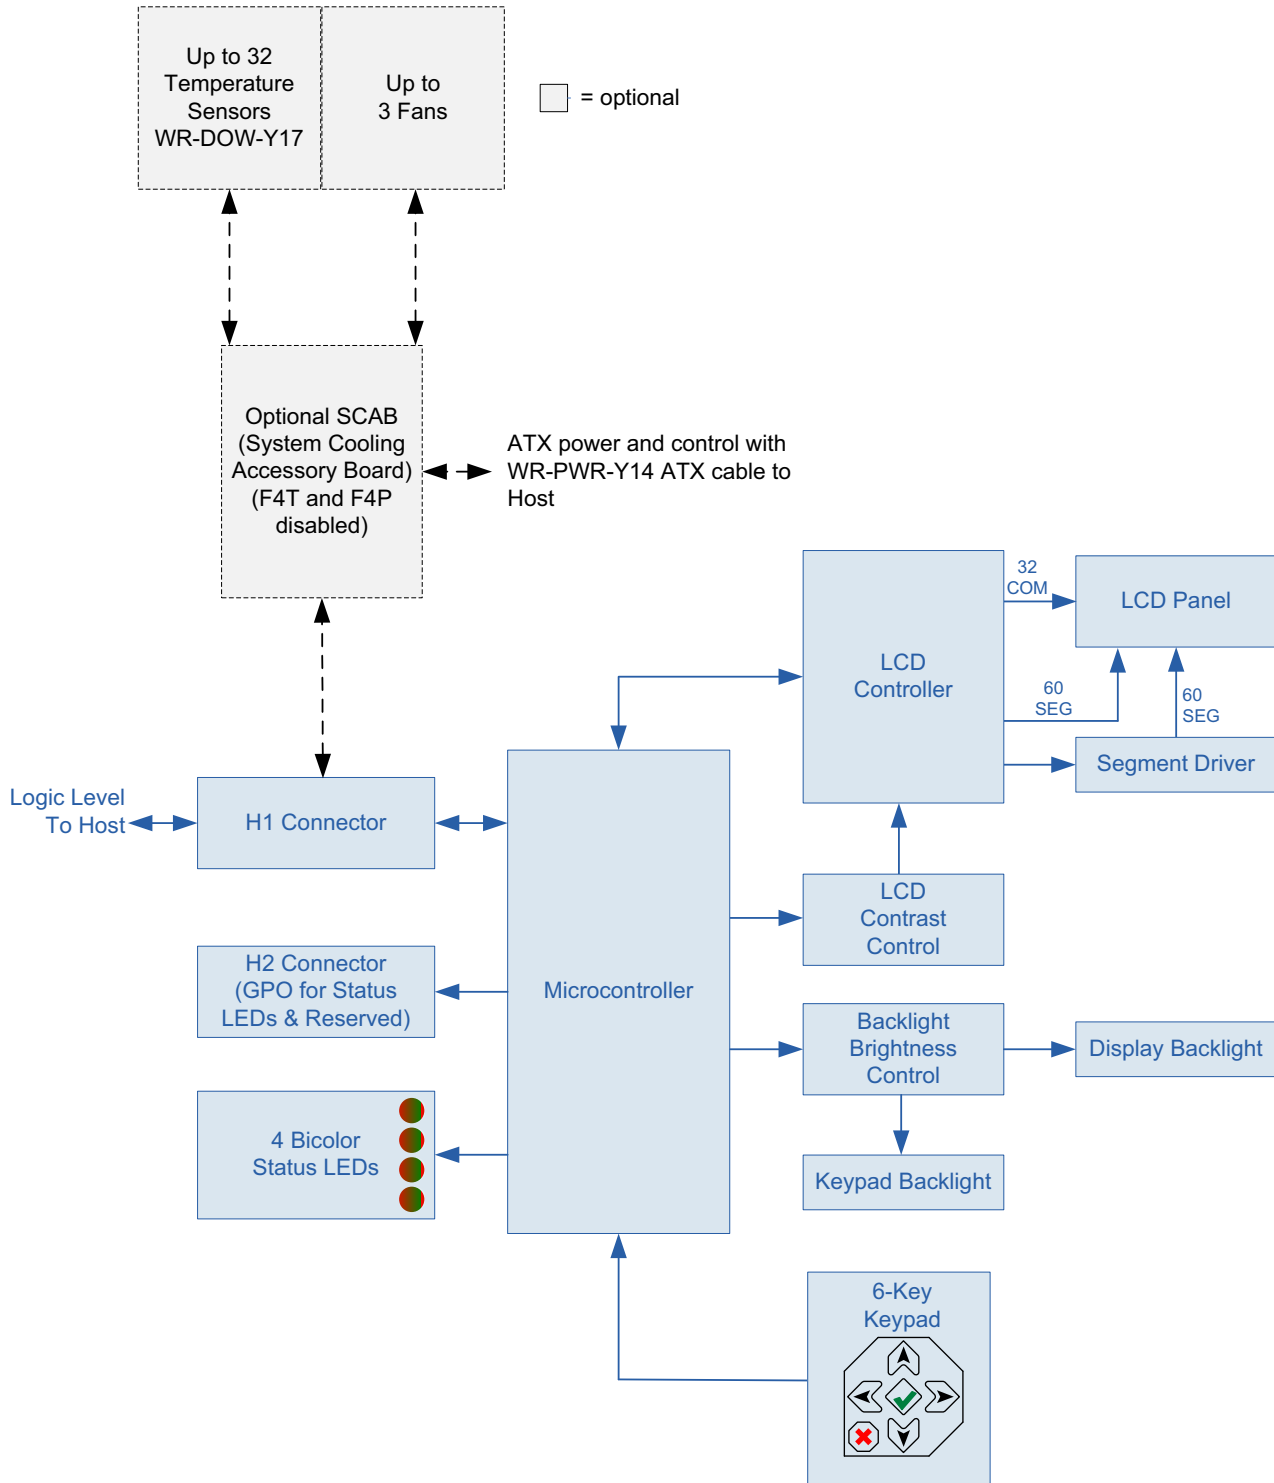 Up to 32
Temperature
Sensors
WR-DOW-Y17
Up to
3 Fans
= optional
Optional SCAB
(System Cooling
Accessory Board)
(F4T and F4P
disabled)
ATX power and control with
WR-PWR-Y14 ATX cable to
Host
32
COM
LCD Panel
LCD
Controller
60
SEG
60
SEG
Segment Driver
Logic Level
To Host
H1 Connector
LCD
Contrast
Control
H2 Connector
(GPO for Status
LEDs & Reserved)
Microcontroller
Backlight
Brightness
Control
Display Backlight
4 Bicolor
Status LEDs
Keypad Backlight
6-Key
Keypad